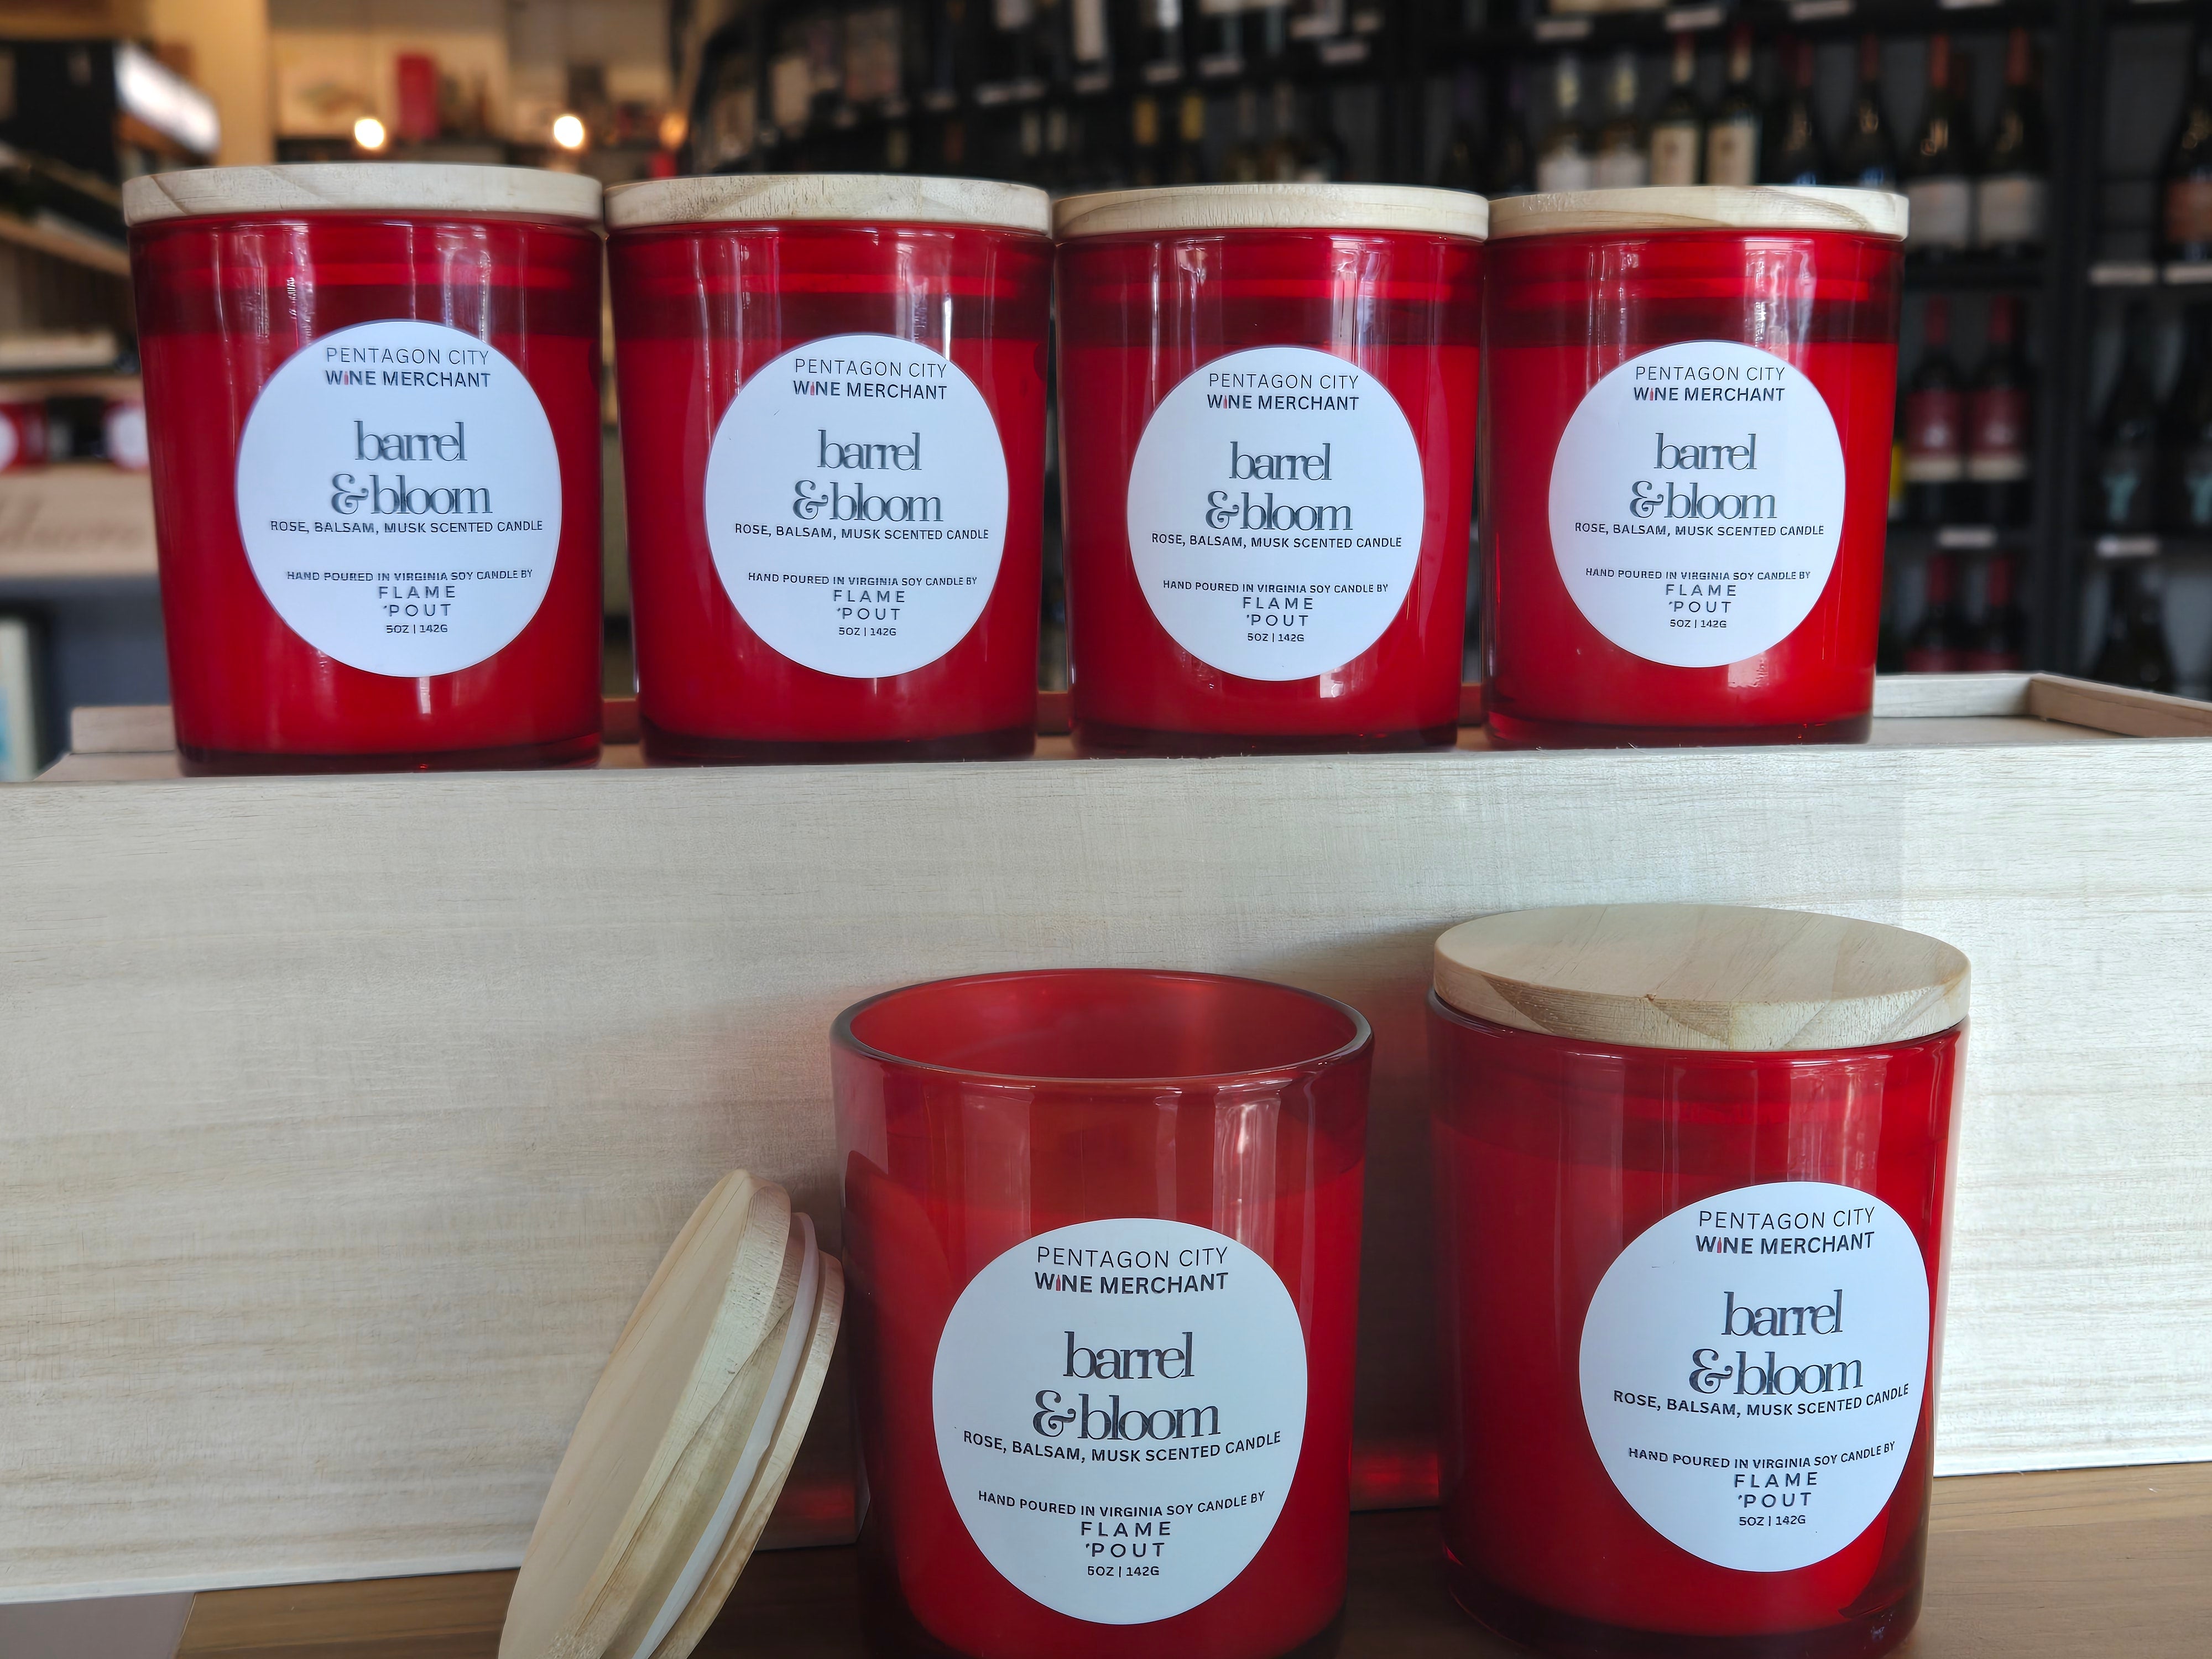 PENTAGON CITY
WINE MERCHANT
barrel
&bloom
ROSE, BALSAM, MUSK SCENTED CANDLE
HAND POURED IN VIRGINIA SOY CANDLE BY
FLAME
'POUT
5OZ | 142G
PENTAGON CITY
WINE MERCHANT
barrel
&bloom
ROSE, BALSAM, MUSK SCENTED CANDLE
HAND POURED IN VIRGINIA SOY CANDLE BY
FLAME
'POUT
5OZ | 142G
PENTAGON CITY
WINE MERCHANT
barrel
&bloom
ROSE, BALSAM, MUSK SCENTED CANDLE
HAND POURED IN VIRGINIA SOY CANDLE BY
FLAME
'POUT
5OZ | 142G
PENTAGON CITY
WINE MERCHANT
barrel
&bloom
ROSE, BALSAM, MUSK SCENTED CANDLE
HAND POURED IN VIRGINIA SOY CANDLE BY
FLAME
'POUT
5OZ | 142G
PENTAGON CITY
WINE MERCHANT
barrel
&bloom
ROSE, BALSAM, MUSK SCENTED CANDLE
HAND POURED IN VIRGINIA SOY CANDLE BY
FLAME
'POUT
5OZ | 142G
PENTAGON CITY
WINE MERCHANT
barrel
&bloom
ROSE, BALSAM, MUSK SCENTED CANDLE
HAND POURED IN VIRGINIA SOY CANDLE BY
FLAME
'POUT
5OZ | 142G